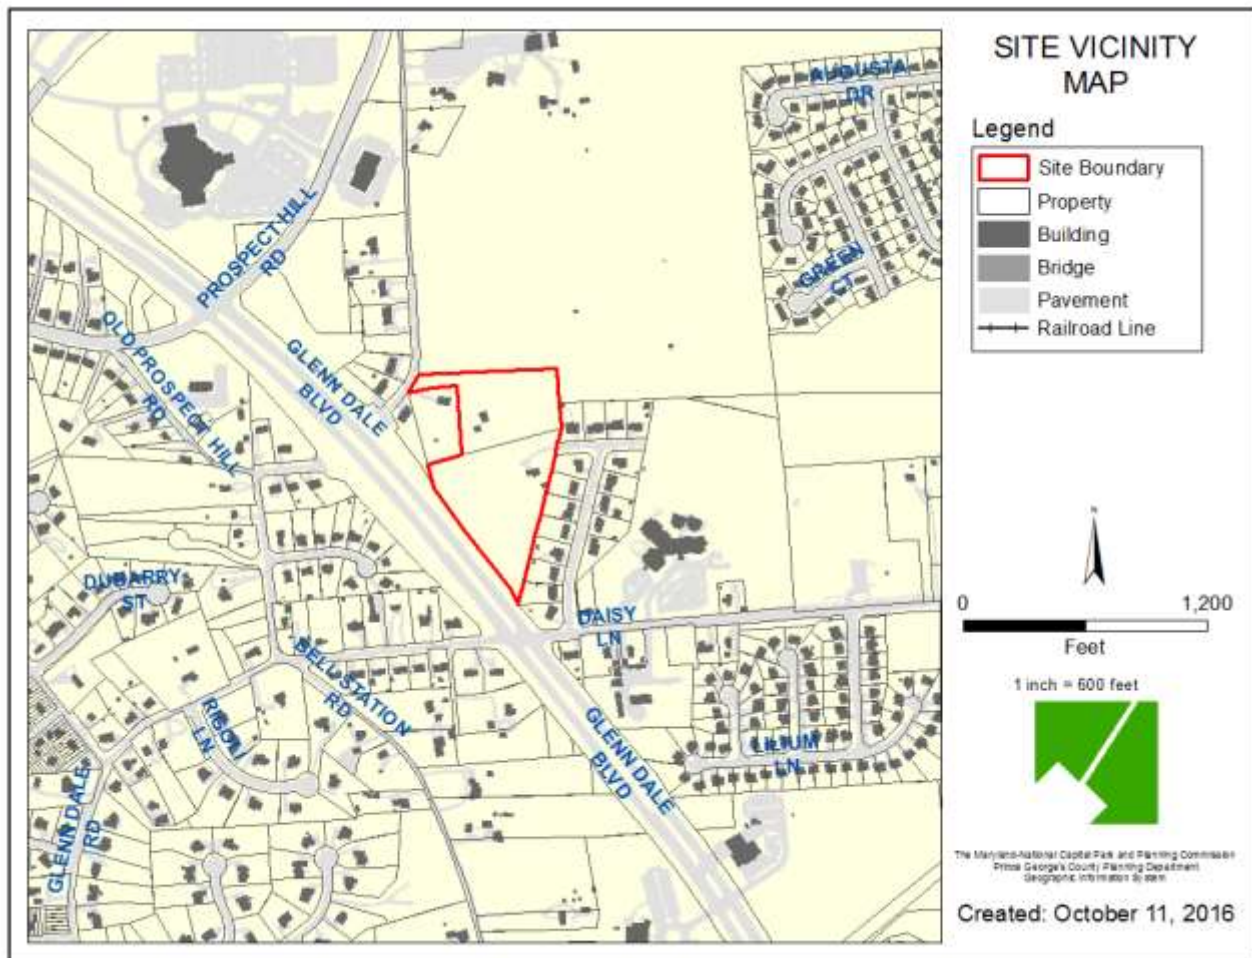 SITE VICINITY
MAP
Legend
Site Boundary
Property
Building
Bridge
Pavement
Railroad Line
N
0 1,200
Feet
1 inch = 600 feet
The Maryland-National Capital Park and Planning Commission
Prince George's County Planning Department
Geographic Information System
Created: October 11, 2016
AUGUSTA
DR
GREEN
CT
PROSPECT HILL
RD
OLD PROSPECT HILL
RD
GLENN DALE
BLVD
DUBARRY
ST
DAISY
LN
BELL STATION
RD
LN
GLENN DALE
BLVD
LILIUM
LN
GLENN DALE
RD